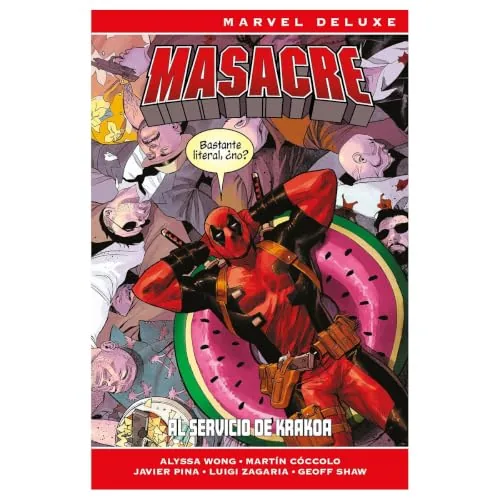 MARVEL DELUXE
MASACRE
Bastante
literal, ¿no?
AL SERVICIO DE KRAKOA
ALYSSA WONG - MARTÍN CÓCCOLO
JAVIER PINA - LUIGI ZAGARIA - GEOFF SHAW